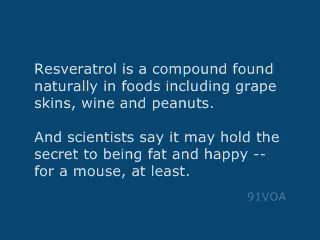 Resveratrol is a compound found
naturally in foods including grape
skins, wine and peanuts.
And scientists say it may hold the
secret to being fat and happy --
for a mouse, at least.
91VOA